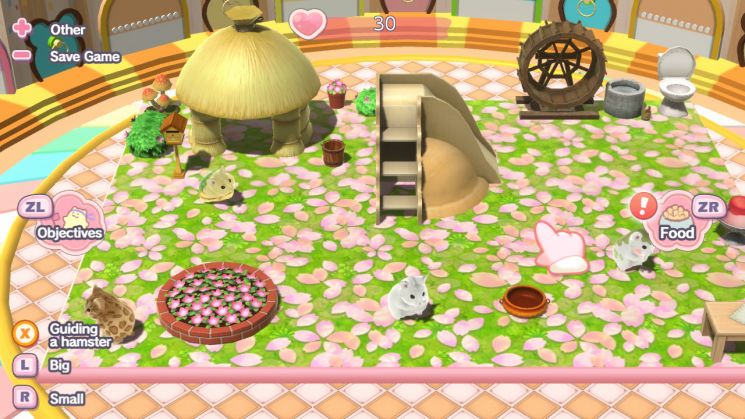 Other
30
Save Game
ZL
ZR
Objectives
!
Food
X
Guiding
a hamster
L
Big
R
Small